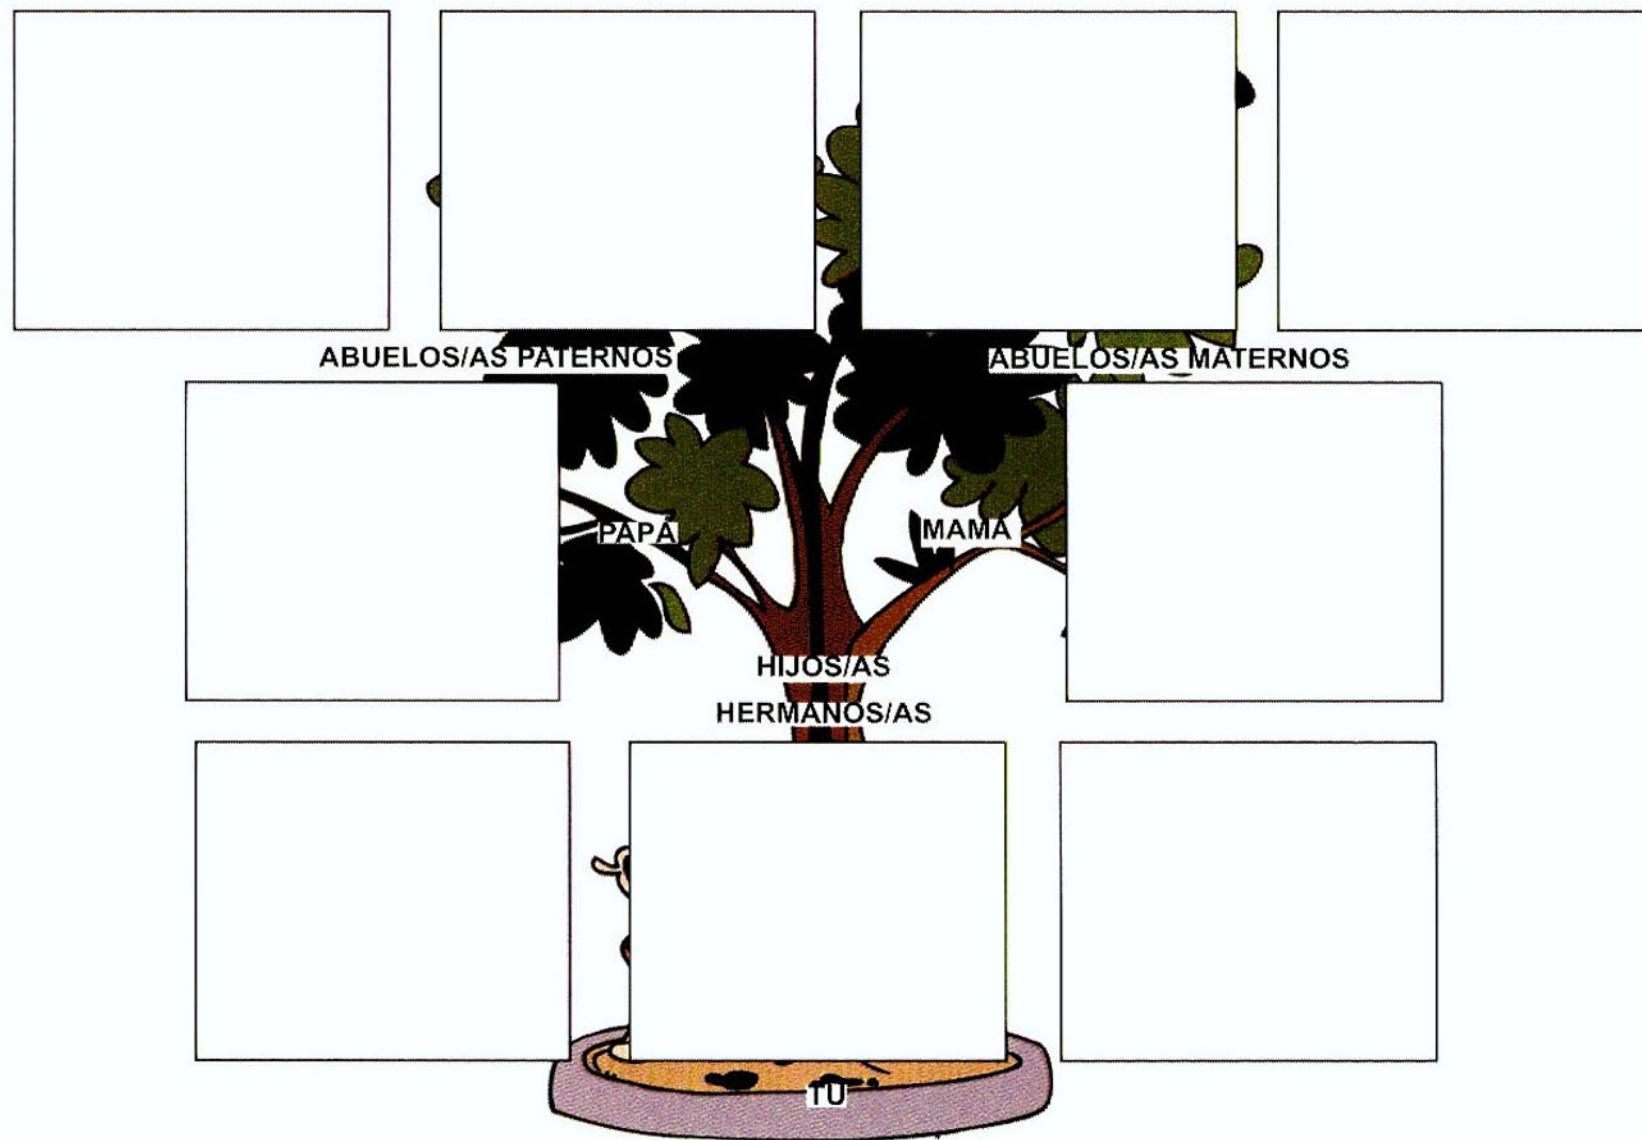 ABUELOS/AS PATERNOS
ABUELOS/AS MATERNOS
PAPÁ
MAMÁ
HIJOS/AS
HERMANOS/AS
TÚ